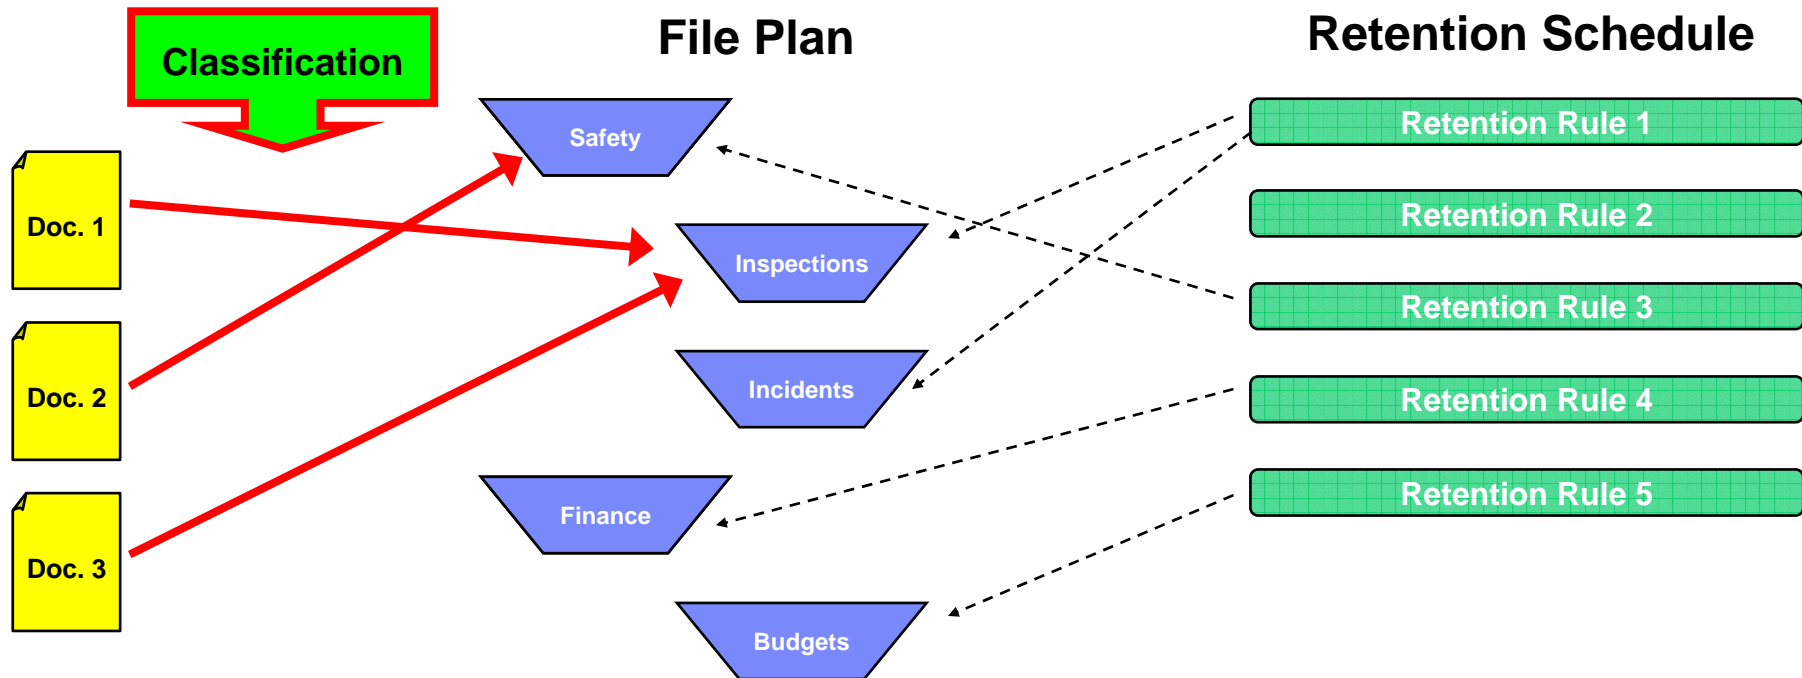 Classification
File Plan
Retention Schedule
Doc. 1
Doc. 2
Doc. 3
Safety
Inspections
Incidents
Finance
Budgets
Retention Rule 1
Retention Rule 2
Retention Rule 3
Retention Rule 4
Retention Rule 5